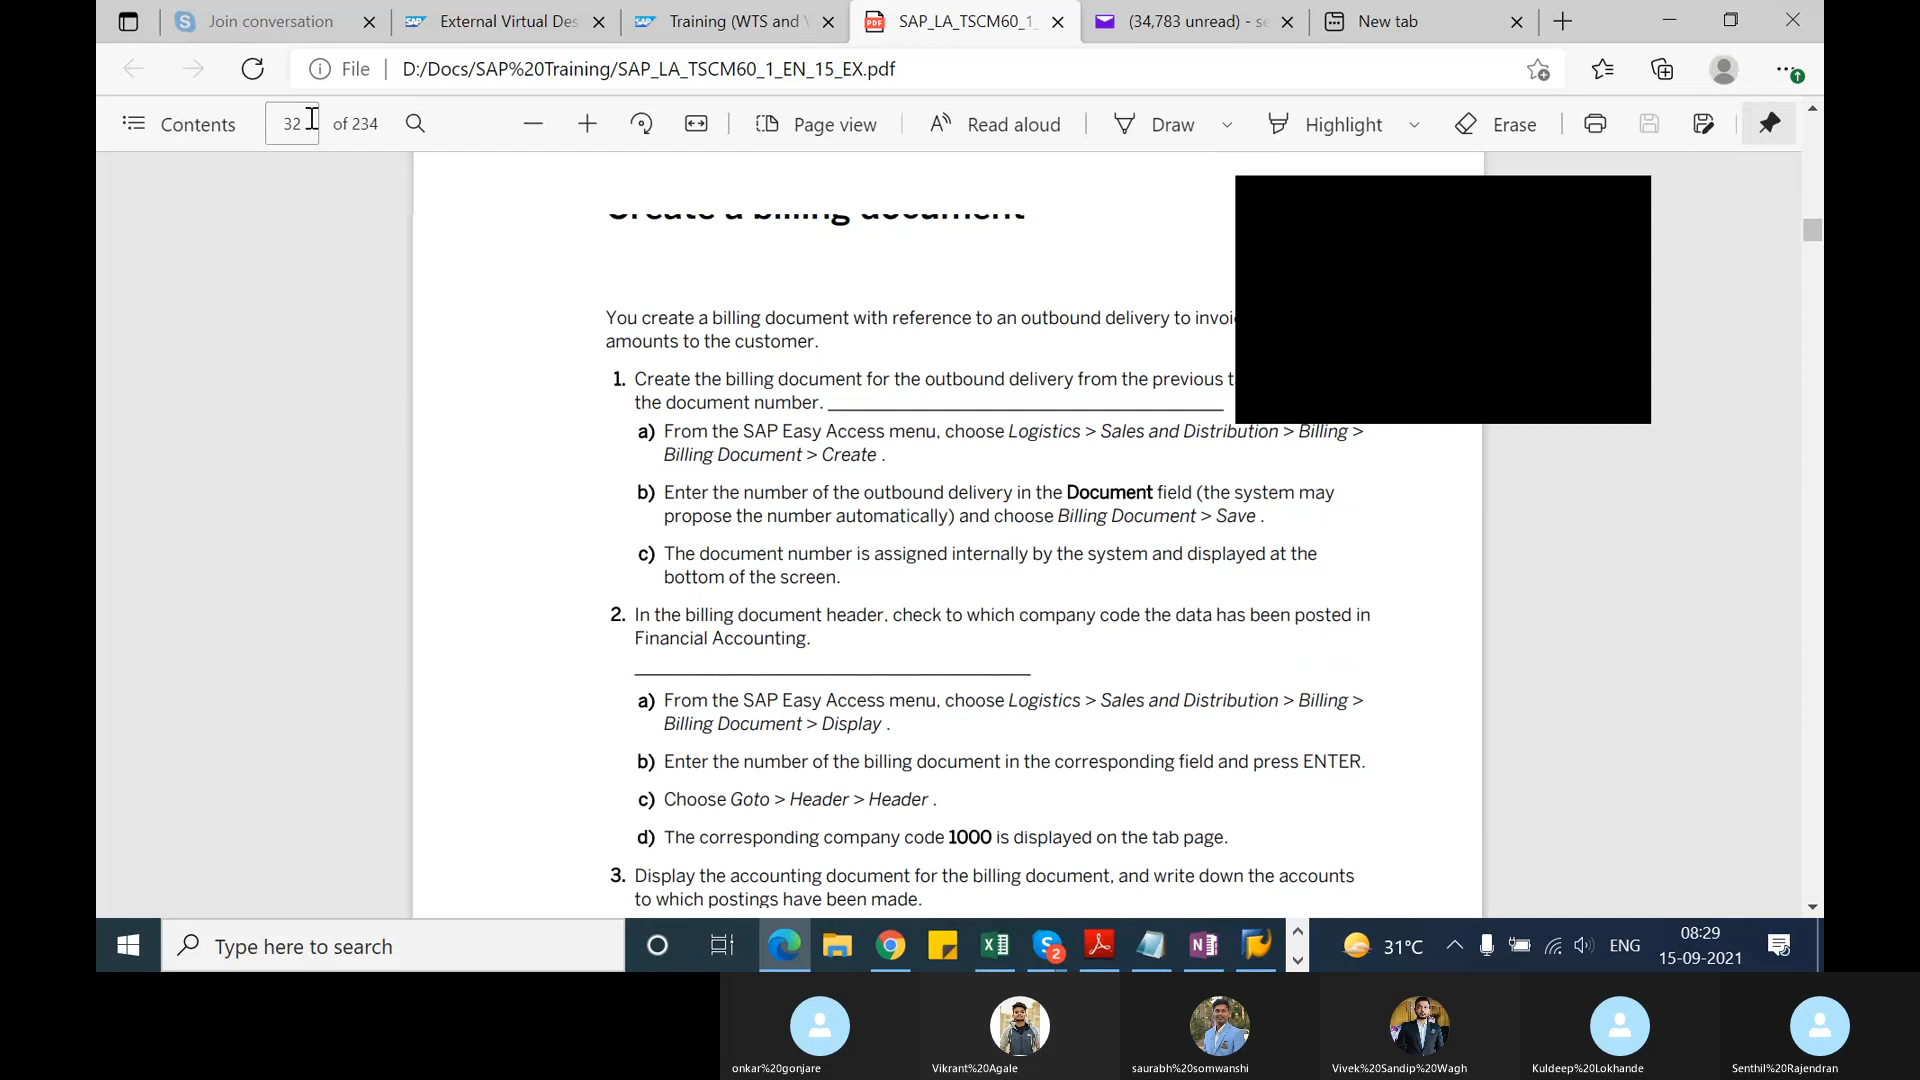 Join conversation
External Virtual Des
Training (WTS and V
SAP_LA_TSCM60_1_
(34,783 unread) - se
New tab
File
D:/Docs/SAP%20Training/SAP_LA_TSCM60_1_EN_15_EX.pdf
Contents
32
of 234
Page view
Read aloud
Draw
Highlight
Erase
Create a billing document
You create a billing document with reference to an outbound delivery to invoi
amounts to the customer.
1. Create the billing document for the outbound delivery from the previous t
the document number.
a) From the SAP Easy Access menu, choose Logistics > Sales and Distribution > Billing >
Billing Document > Create .
b) Enter the number of the outbound delivery in the Document field (the system may
propose the number automatically) and choose Billing Document > Save .
c) The document number is assigned internally by the system and displayed at the
bottom of the screen.
2. In the billing document header, check to which company code the data has been posted in
Financial Accounting.
a) From the SAP Easy Access menu, choose Logistics > Sales and Distribution > Billing >
Billing Document > Display .
b) Enter the number of the billing document in the corresponding field and press ENTER.
c) Choose Goto > Header > Header .
d) The corresponding company code 1000 is displayed on the tab page.
3. Display the accounting document for the billing document, and write down the accounts
to which postings have been made.
Type here to search
2
31°C
ENG
08:29
15-09-2021
onkar%20gonjare
Vikrant%20Agale
saurabh%20somwanshi
Vivek%20Sandip%20Wagh
Kuldeep%20Lokhande
Senthil%20Rajendran